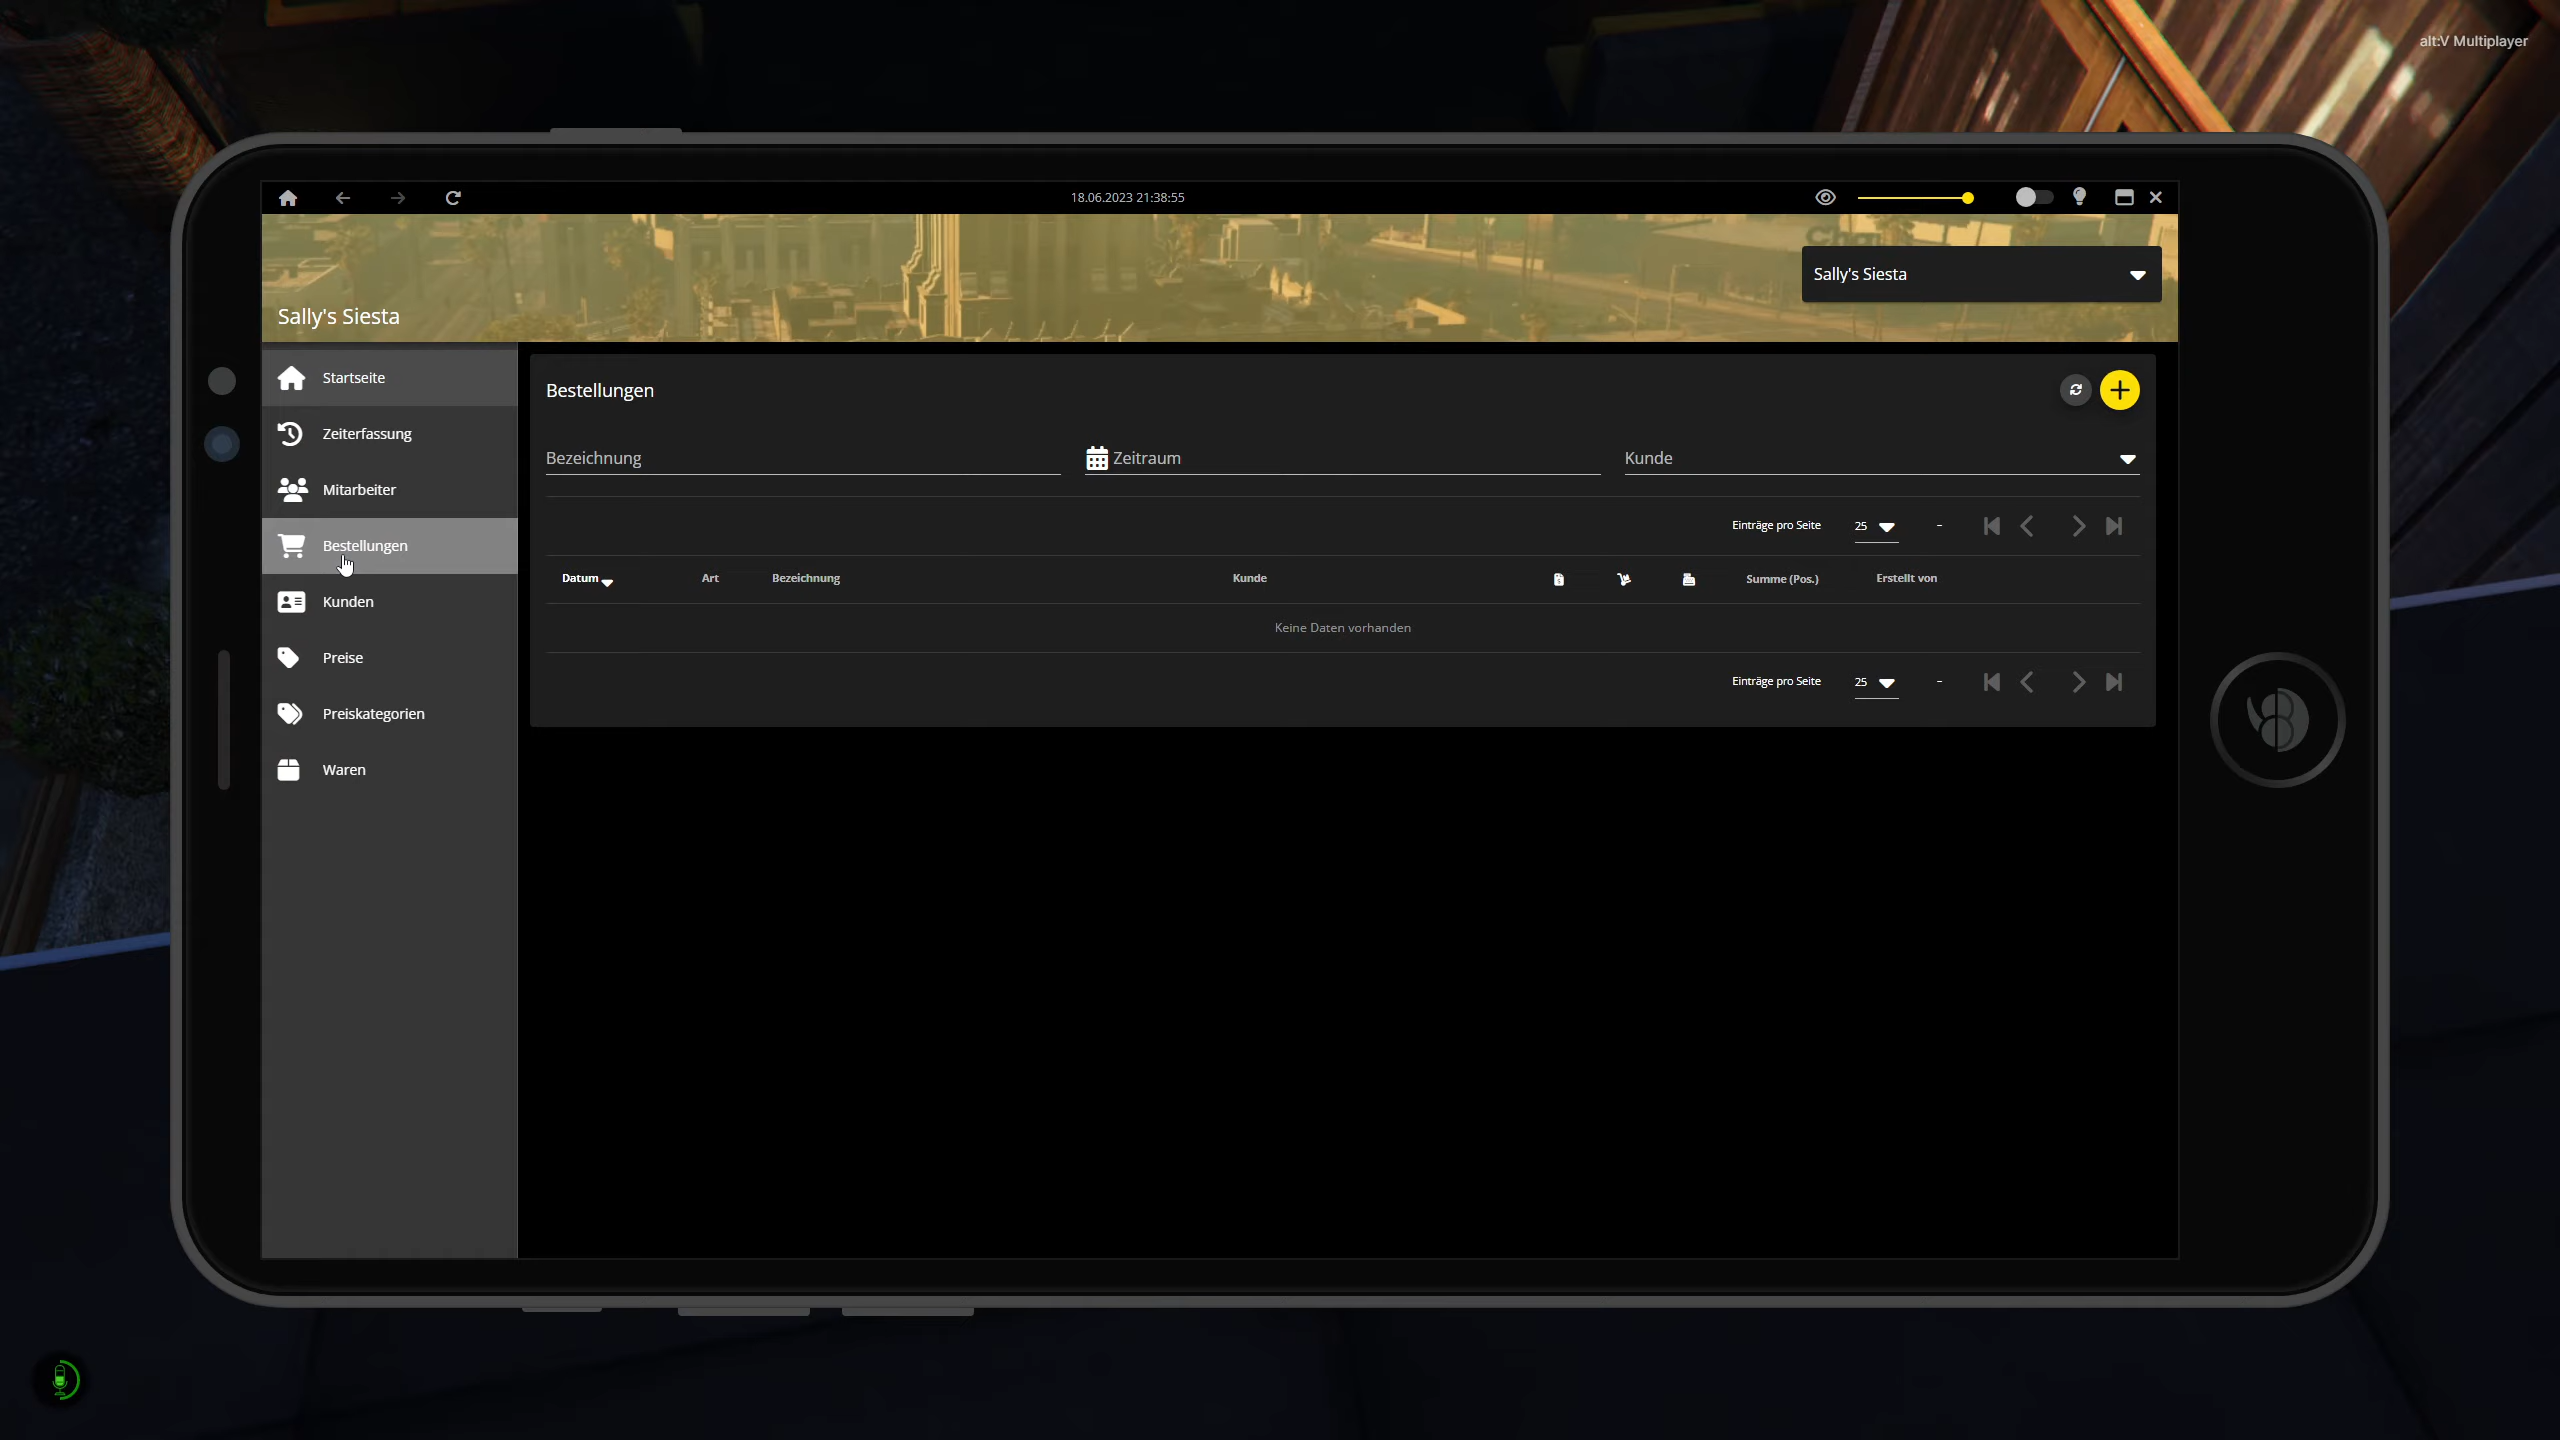 alt:V Multiplayer
18.06.2023 21:38:55
Sally's Siesta
Sally's Siesta
Startseite
Zeiterfassung
Mitarbeiter
Bestellungen
Kunden
Preise
Preiskategorien
Waren
Bestellungen
Bezeichnung
Zeitraum
Kunde
Einträge pro Seite 25 –
Datum Art Bezeichnung Kunde Summe (Pos.) Erstellt von
Keine Daten vorhanden
Einträge pro Seite 25 –